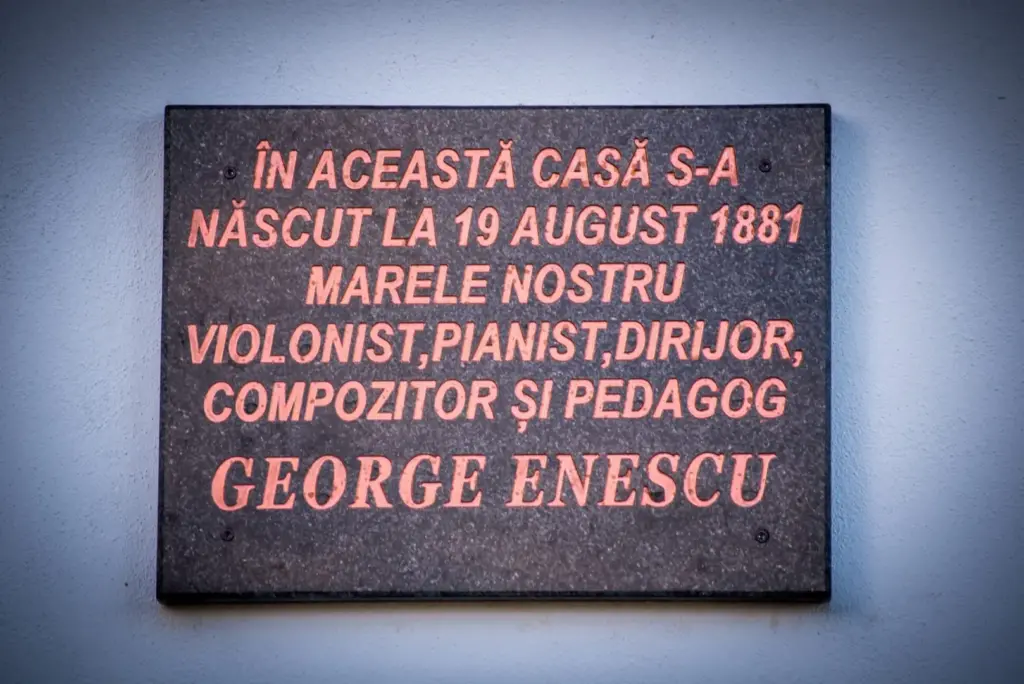 ÎN ACEASTĂ CASĂ S-A
NĂSCUT LA 19 AUGUST 1881
MARELE NOSTRU
VIOLONIST,PIANIST,DIRIJOR,
COMPOZITOR ȘI PEDAGOG
GEORGE ENESCU